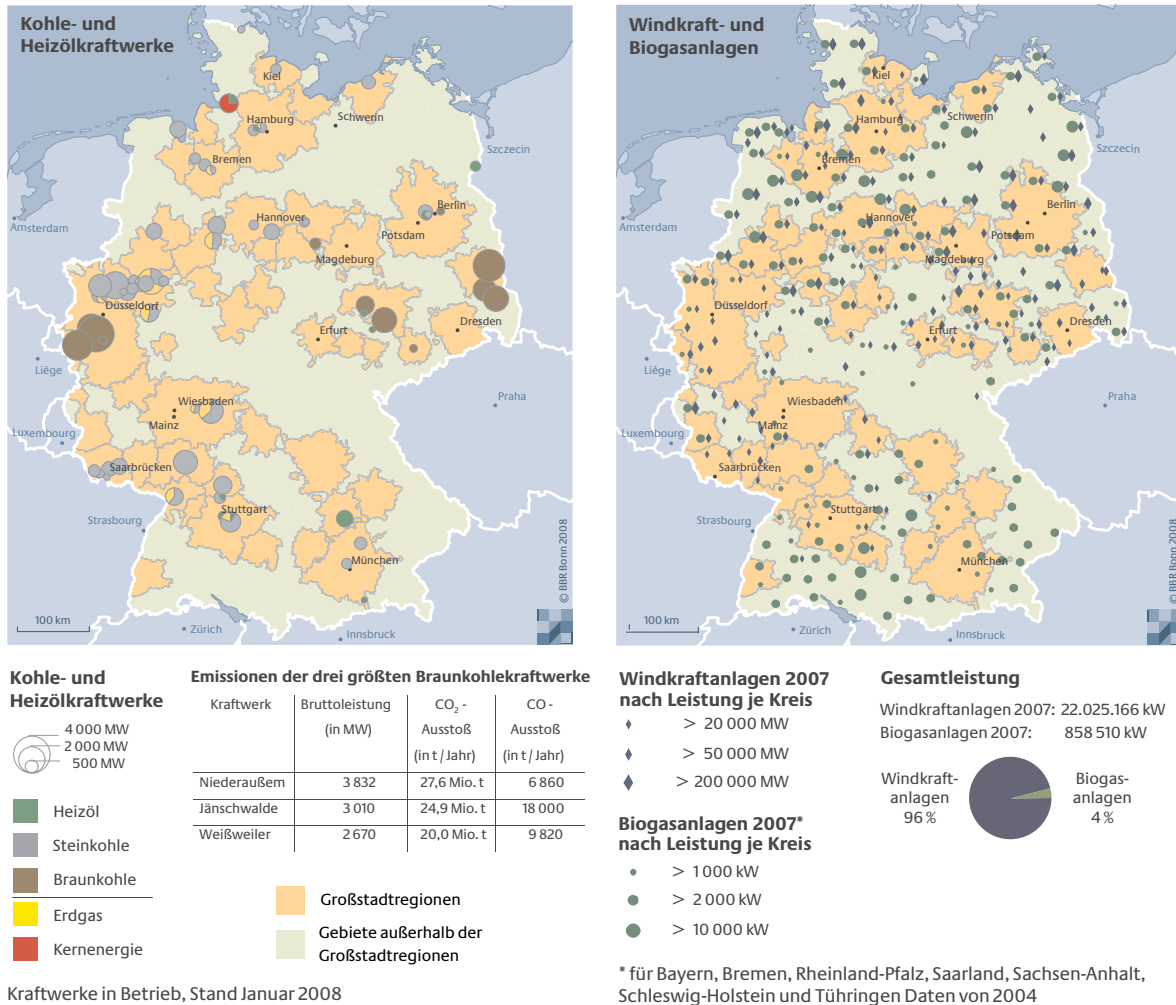 Kohle- und
Heizölkraftwerke
Kiel
Hamburg
Schwerin
Bremen
Szczecin
Amsterdam
Hannover
Berlin
Potsdam
Magdeburg
Düsseldorf
Erfurt
Dresden
Liège
Wiesbaden
Mainz
Praha
Luxembourg
Saarbrücken
Stuttgart
Strasbourg
München
© BBR Bonn 2008
100 km
Zürich
Innsbruck
Windkraft- und
Biogasanlagen
Kiel
Schwerin
Hamburg
Szczecin
Bremen
Amsterdam
Hannover
Berlin
Potsdam
Magdeburg
Düsseldorf
Erfurt
Dresden
Liège
Wiesbaden
Mainz
Praha
Luxembourg
Saarbrücken
Stuttgart
Strasbourg
München
© BBR Bonn 2008
100 km
Zürich
Innsbruck
Kohle- und
Heizölkraftwerke
4 000 MW
2 000 MW
500 MW
Heizöl
Steinkohle
Braunkohle
Erdgas
Kernenergie
Emissionen der drei größten Braunkohlekraftwerke
Kraftwerk Bruttoleistung CO₂ - CO -
(in MW) Ausstoß Ausstoß
(in t / Jahr) (in t / Jahr)
Niederaußem 3 832 27,6 Mio. t 6 860
Jänschwalde 3 010 24,9 Mio. t 18 000
Weißweiler 2 670 20,0 Mio. t 9 820
Großstadtregionen
Gebiete außerhalb der
Großstadtregionen
Kraftwerke in Betrieb, Stand Januar 2008
Windkraftanlagen 2007
nach Leistung je Kreis
> 20 000 MW
> 50 000 MW
> 200 000 MW
Biogasanlagen 2007*
nach Leistung je Kreis
> 1 000 kW
> 2 000 kW
> 10 000 kW
Gesamtleistung
Windkraftanlagen 2007: 22.025.166 kW
Biogasanlagen 2007: 858 510 kW
Windkraft-
anlagen
96 %
Biogas-
anlagen
4 %
* für Bayern, Bremen, Rheinland-Pfalz, Saarland, Sachsen-Anhalt,
Schleswig-Holstein und Tühringen Daten von 2004